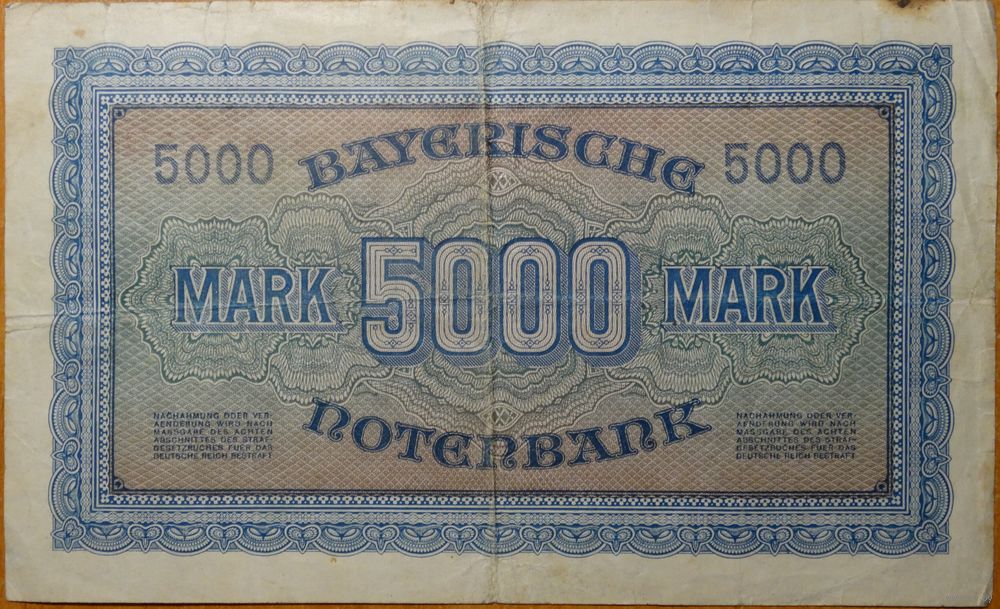 BAYERISCHE
5000
5000
MARK
5000
MARK
NOTENBANK
NACHAHMUNG ODER VER-
AENDERUNG WIRD NACH
MASSGABE DES ACHTEN
ABSCHNITTES DES STRAF-
GESETZBUCHES FUER DAS
DEUTSCHE REICH BESTRAFT
NACHAHMUNG ODER VER-
AENDERUNG WIRD NACH
MASSGABE DES ACHTEN
ABSCHNITTES DES STRAF-
GESETZBUCHES FUER DAS
DEUTSCHE REICH BESTRAFT